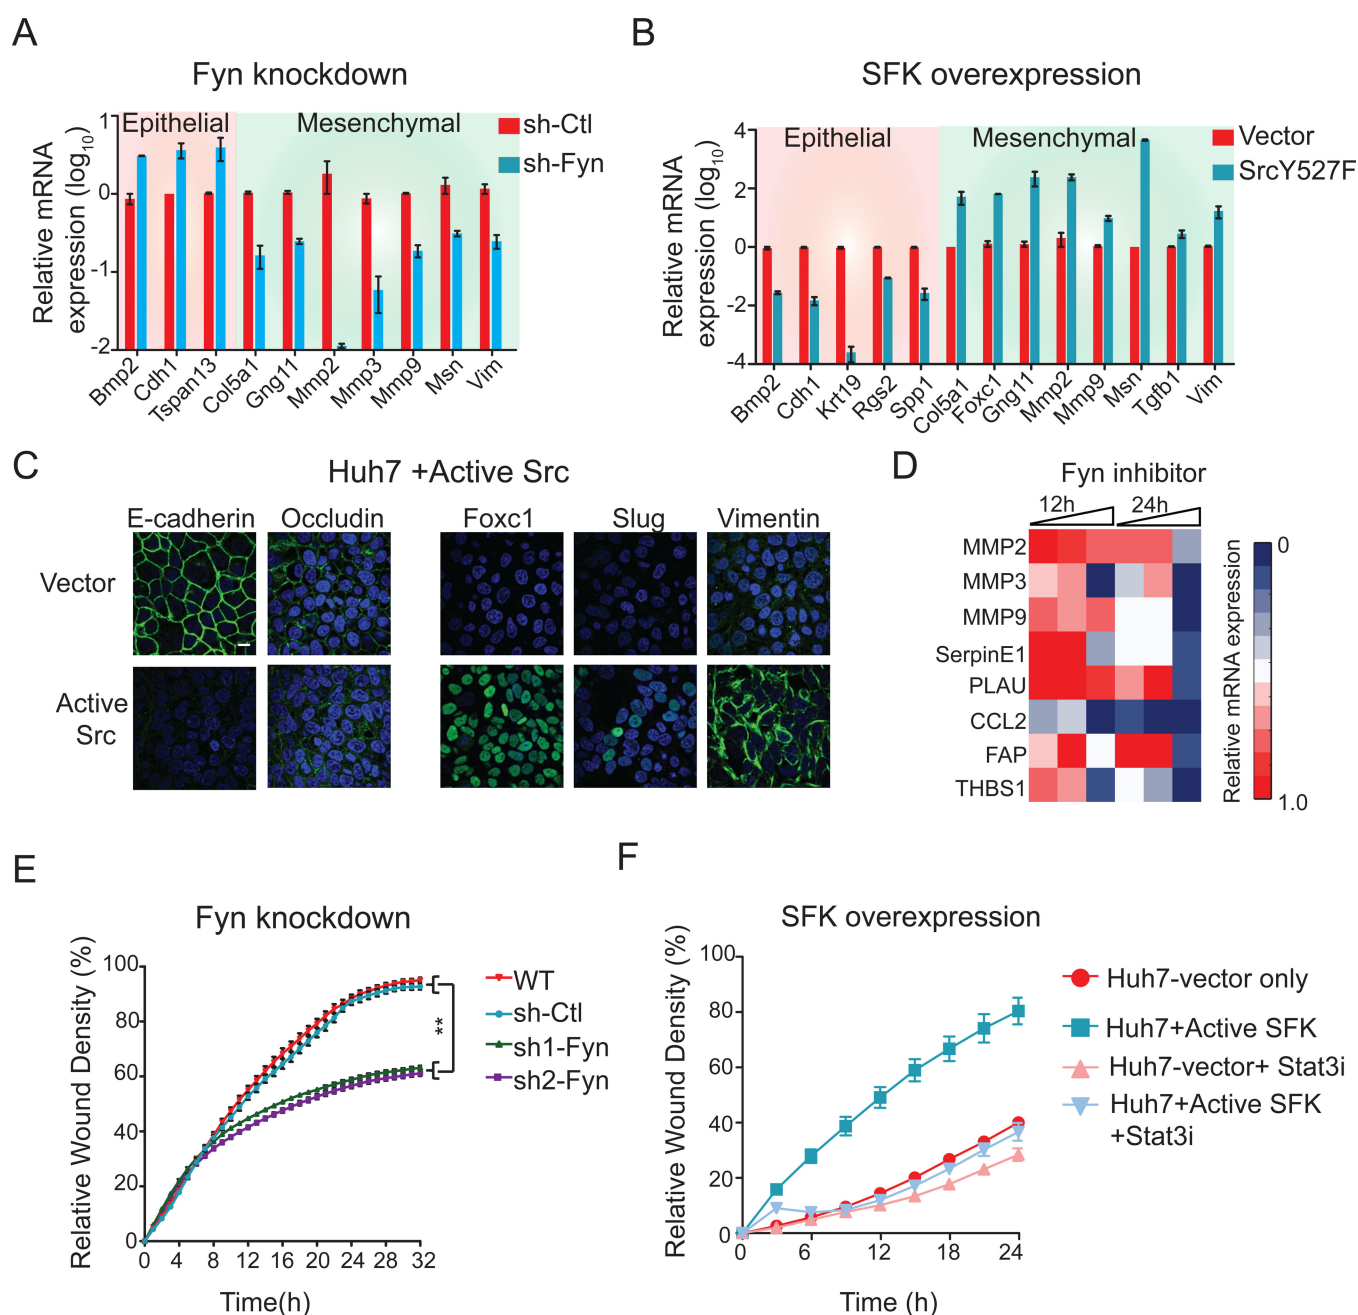 A
Fyn knockdown
Relative mRNA
expression (log10)
1
0
-1
-2
Epithelial
Mesenchymal
sh-Ctl
sh-Fyn
Bmp2
Cdh1
Tspan13
Col5a1
Gng11
Mmp2
Mmp3
Mmp9
Msn
Vim
B
SFK overexpression
Relative mRNA
expression (log10)
4
2
0
-2
-4
Epithelial
Mesenchymal
Vector
SrcY527F
Bmp2
Cdh1
Krt19
Rgs2
Spp1
Col5a1
Foxc1
Gng11
Mmp2
Mmp9
Msn
Tgfb1
Vim
C
Huh7 +Active Src
E-cadherin
Occludin
Foxc1
Slug
Vimentin
Vector
Active
Src
D
Fyn inhibitor
12h
24h
MMP2
MMP3
MMP9
SerpinE1
PLAU
CCL2
FAP
THBS1
Relative mRNA expression
0
1.0
E
Fyn knockdown
Relative Wound Density (%)
100
80
60
40
20
0
0 4 8 12 16 20 24 28 32
Time(h)
WT
sh-Ctl
sh1-Fyn
sh2-Fyn
**
F
SFK overexpression
Relative Wound Density (%)
100
80
60
40
20
0
0 6 12 18 24
Time (h)
Huh7-vector only
Huh7+Active SFK
Huh7-vector+ Stat3i
Huh7+Active SFK
+Stat3i